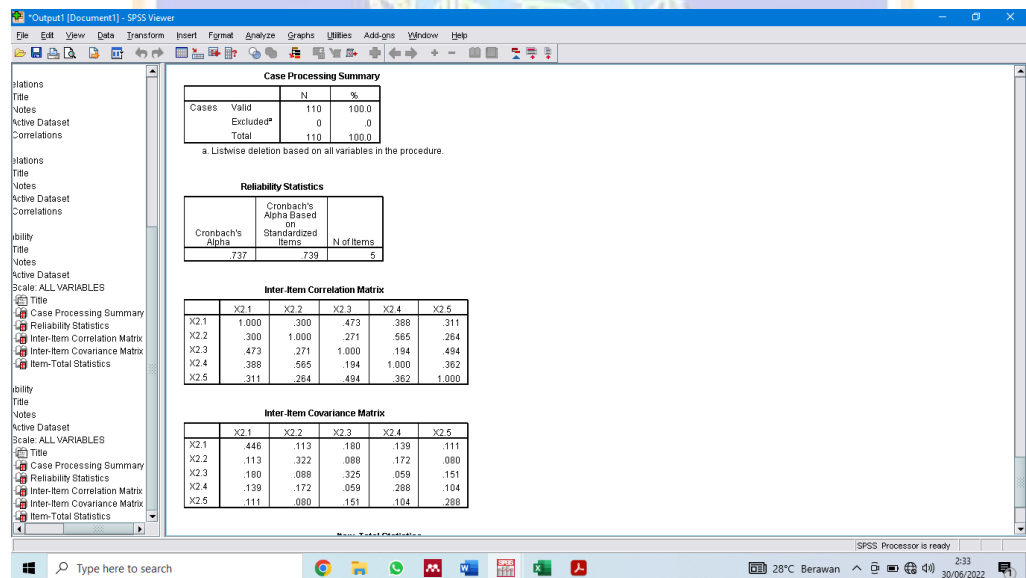 *Output1 [Document1] - SPSS Viewer
File Edit View Data Transform Insert Format Analyze Graphs Utilities Add-ons Window Help
elations
Title
Notes
Active Dataset
Correlations
elations
Title
Notes
Active Dataset
Correlations
bility
Title
Notes
Active Dataset
Scale: ALL VARIABLES
Title
Case Processing Summary
Reliability Statistics
Inter-Item Correlation Matrix
Inter-Item Covariance Matrix
Item-Total Statistics
bility
Title
Notes
Active Dataset
Scale: ALL VARIABLES
Title
Case Processing Summary
Reliability Statistics
Inter-Item Correlation Matrix
Inter-Item Covariance Matrix
Item-Total Statistics
Case Processing Summary
N %
Cases Valid 110 100.0
Excludedª 0 .0
Total 110 100.0
a. Listwise deletion based on all variables in the procedure.
Reliability Statistics
Cronbach's Alpha
Cronbach's Alpha Based on Standardized Items
N of Items
.737 .739 5
Inter-Item Correlation Matrix
X2.1 X2.2 X2.3 X2.4 X2.5
X2.1 1.000 .300 .473 .388 .311
X2.2 .300 1.000 .271 .565 .264
X2.3 .473 .271 1.000 .194 .494
X2.4 .388 .565 .194 1.000 .362
X2.5 .311 .264 .494 .362 1.000
Inter-Item Covariance Matrix
X2.1 X2.2 X2.3 X2.4 X2.5
X2.1 .446 .113 .180 .139 .111
X2.2 .113 .322 .088 .172 .080
X2.3 .180 .088 .325 .059 .151
X2.4 .139 .172 .059 .288 .104
X2.5 .111 .080 .151 .104 .288
Item-Total Statistics
SPSS Processor is ready
Type here to search
28°C Berawan
2:33
30/06/2022